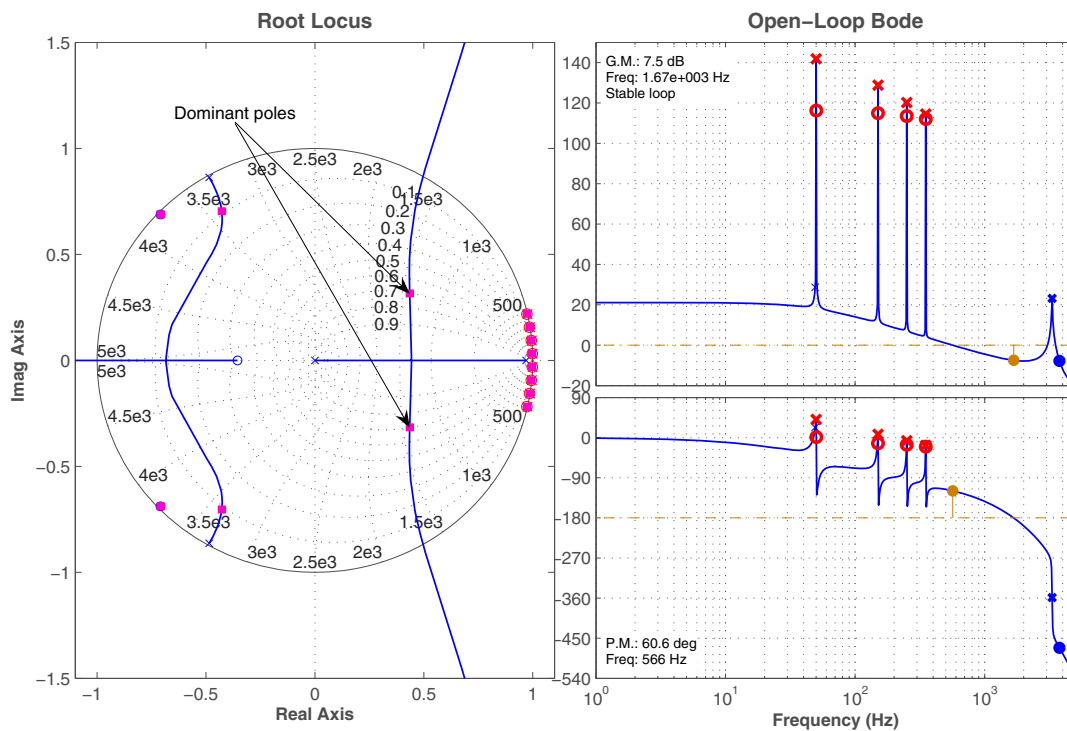 Root Locus
1.5
1
0.5
0
−0.5
−1
−1.5
−1
−0.5
0
0.5
1
Imag Axis
Real Axis
Dominant poles
2.5e3
3e3
2e3
3.5e3
1.5e3
4e3
1e3
4.5e3
500
5e3
5e3
4.5e3
500
4e3
1e3
3.5e3
1.5e3
3e3
2e3
2.5e3
0.1
0.2
0.3
0.4
0.5
0.6
0.7
0.8
0.9
Open−Loop Bode
G.M.: 7.5 dB
Freq: 1.67e+003 Hz
Stable loop
140
120
100
80
60
40
20
0
−20
90
0
−90
−180
−270
−360
−450
−540
P.M.: 60.6 deg
Freq: 566 Hz
10^0
10^1
10^2
10^3
Frequency (Hz)